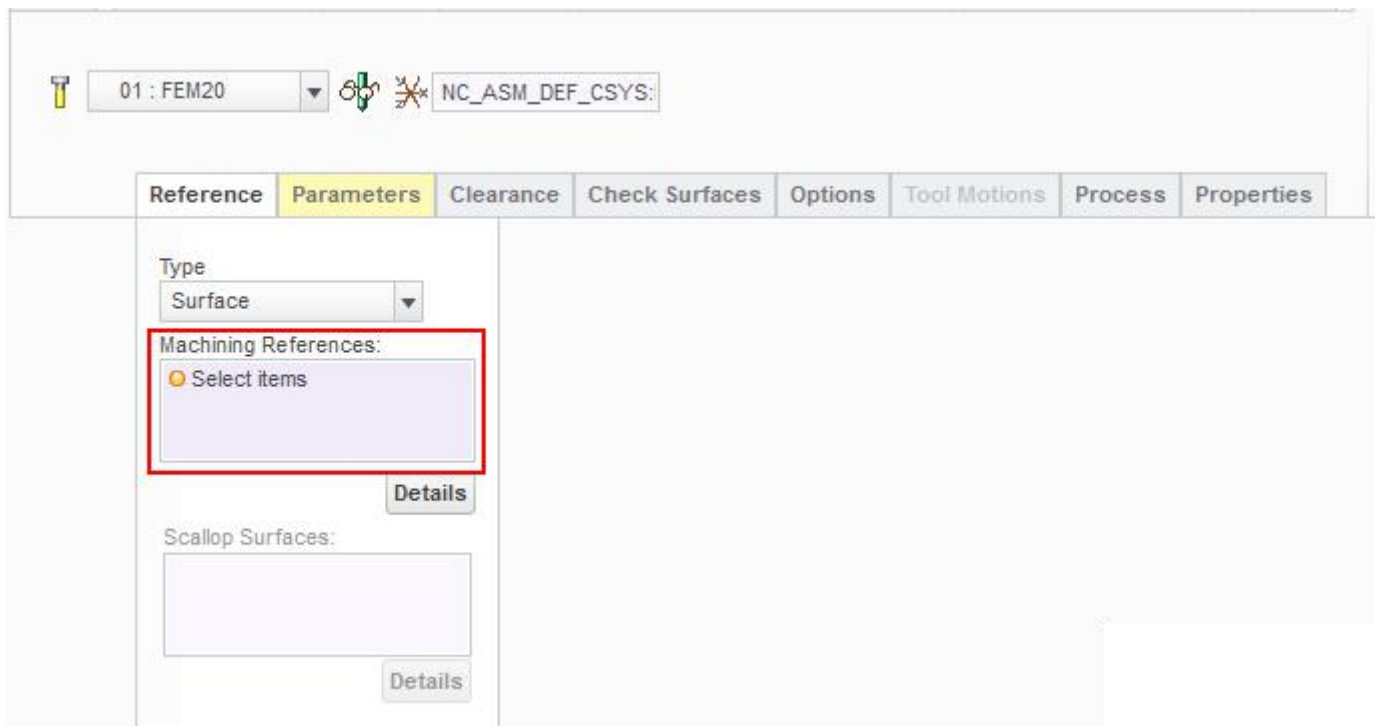 01 : FEM20 NC_ASM_DEF_CSYS:
Reference Parameters Clearance Check Surfaces Options Tool Motions Process Properties
Type
Surface
Machining References:
Select items
Details
Scallop Surfaces:
Details